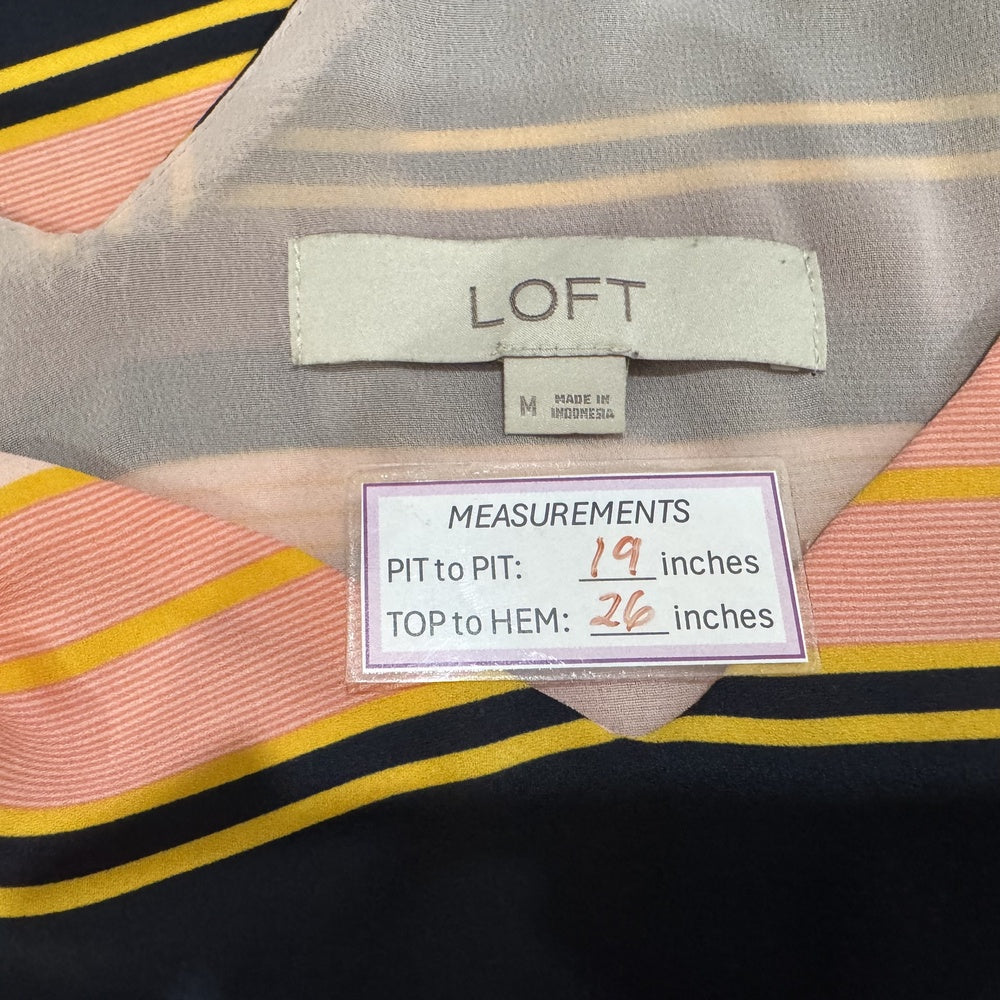 LOFT
M MADE IN
INDONESIA
MEASUREMENTS
PIT to PIT: 19 inches
TOP to HEM: 26 inches